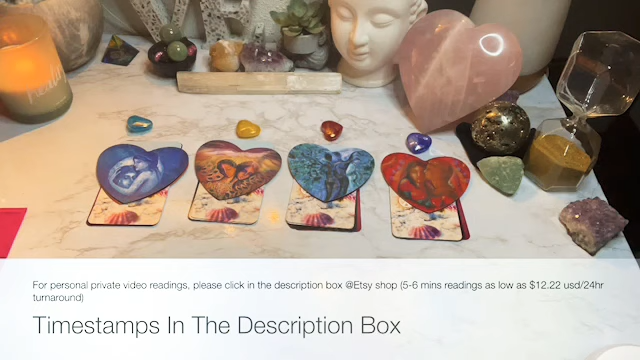 For personal private video readings, please click in the description box @Etsy shop (5-6 mins readings as low as $12.22 usd/24hr
turnaround)
Timestamps In The Description Box